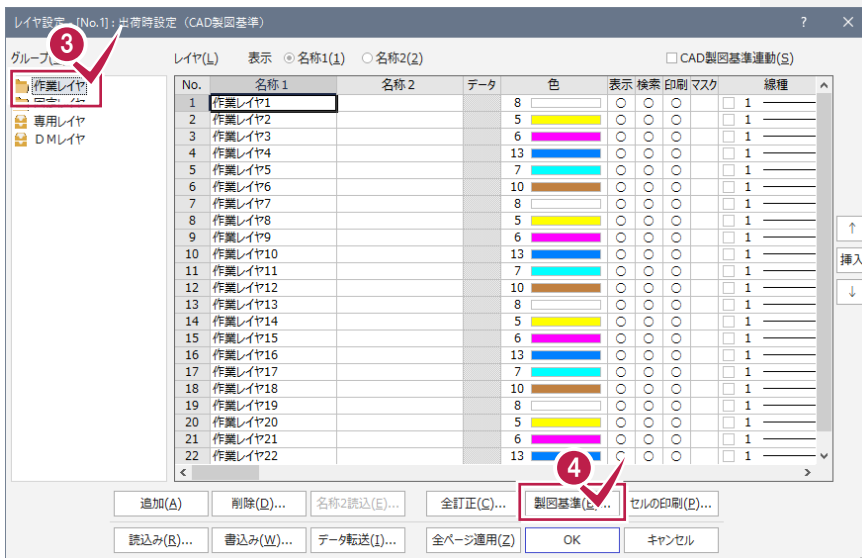 レイヤ設定 - [No.1] : 出荷時設定（CAD製図基準） ? ×
3
グループ
レイヤ(L) 表示 名称1(1) 名称2(2) CAD製図基準連動(S)
作業レイヤ
専用レイヤ
ＤＭレイヤ
No. 名称 1 名称 2 データ 色 表示 検索 印刷 マスク 線種
1 作業レイヤ1 8 ○ ○ ○ 1
2 作業レイヤ2 5 ○ ○ ○ 1
3 作業レイヤ3 6 ○ ○ ○ 1
4 作業レイヤ4 13 ○ ○ ○ 1
5 作業レイヤ5 7 ○ ○ ○ 1
6 作業レイヤ6 10 ○ ○ ○ 1
7 作業レイヤ7 8 ○ ○ ○ 1
8 作業レイヤ8 5 ○ ○ ○ 1
9 作業レイヤ9 6 ○ ○ ○ 1
10 作業レイヤ10 13 ○ ○ ○ 1
11 作業レイヤ11 7 ○ ○ ○ 1
12 作業レイヤ12 10 ○ ○ ○ 1
13 作業レイヤ13 8 ○ ○ ○ 1
14 作業レイヤ14 5 ○ ○ ○ 1
15 作業レイヤ15 6 ○ ○ ○ 1
16 作業レイヤ16 13 ○ ○ ○ 1
17 作業レイヤ17 7 ○ ○ ○ 1
18 作業レイヤ18 10 ○ ○ ○ 1
19 作業レイヤ19 8 ○ ○ ○ 1
20 作業レイヤ20 5 ○ ○ ○ 1
21 作業レイヤ21 6 ○ ○ ○ 1
22 作業レイヤ22 13 ○ ○ 1
↑
挿入
↓
4
追加(A) 削除(D)... 名称2読込(E)... 全訂正(C)... 製図基準( セルの印刷(P)...
読込み(R)... 書込み(W)... データ転送(I)... 全ページ適用(Z) OK キャンセル